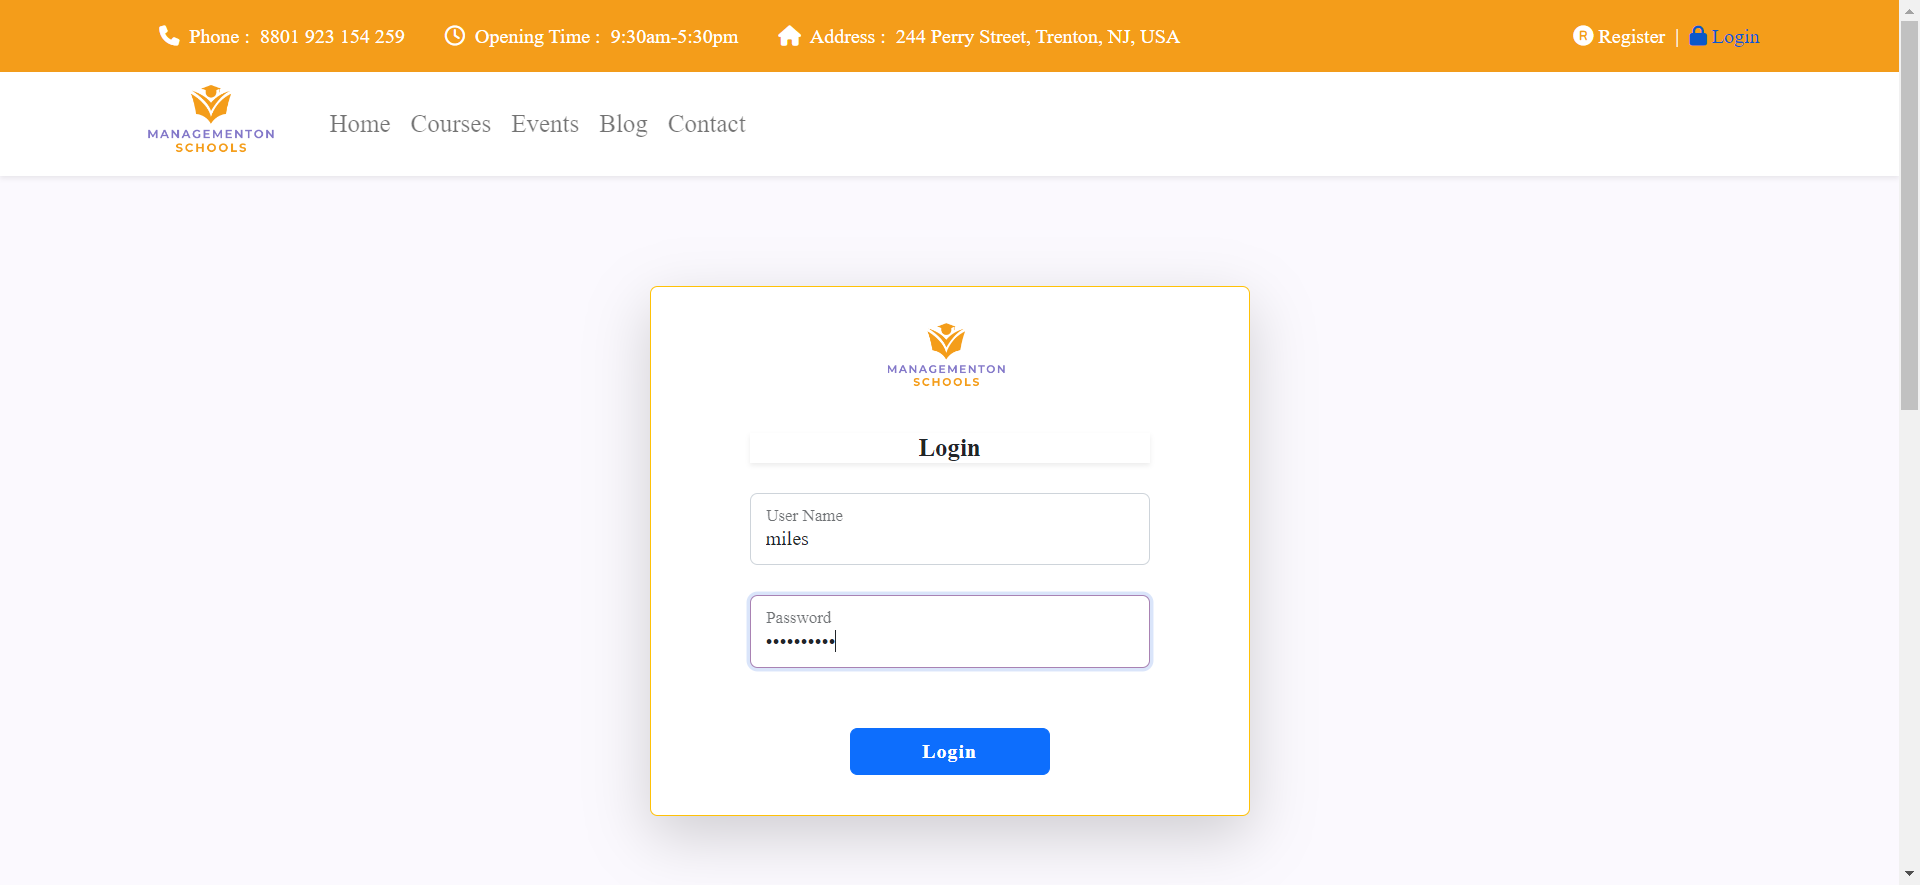 Phone : 8801 923 154 259 Opening Time : 9:30am-5:30pm Address : 244 Perry Street, Trenton, NJ, USA R Register | Login
MANAGEMENTON
SCHOOLS
Home Courses Events Blog Contact
MANAGEMENTON
SCHOOLS
Login
User Name
miles
Password
••••••••••
Login